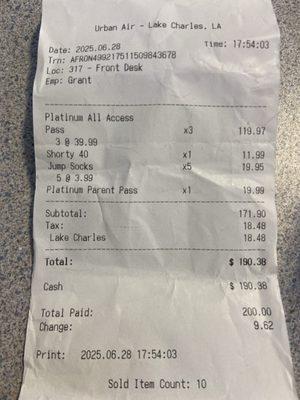 Urban Air - Lake Charles, LA
Date: 2025.06.28 Time: 17:54:03
Trn: AFRON499217511509843678
Loc: 317 - Front Desk
Emp: Grant
Platinum All Access
Pass x3 119.97
3 @ 39.99
Shorty 40 x1 11.99
Jump Socks x5 19.95
5 @ 3.99
Platinum Parent Pass x1 19.99
Subtotal: 171.90
Tax: 18.48
Lake Charles 18.48
Total: $ 190.38
Cash $ 190.38
Total Paid: 200.00
Change: 9.62
Print: 2025.06.28 17:54:03
Sold Item Count: 10